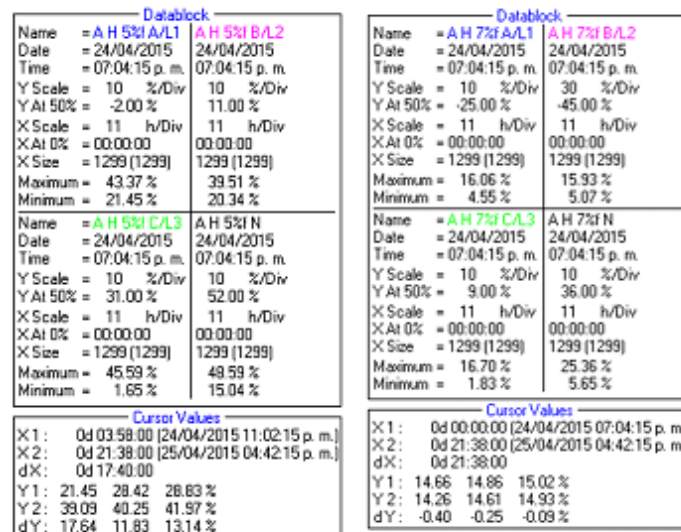 Datablock
Name = A H 5%f A/L1 A H 5%f B/L2
Date = 24/04/2015 24/04/2015
Time = 07:04:15 p. m. 07:04:15 p. m.
Y Scale = 10 %/Div 10 %/Div
Y At 50% = -2.00 % 11.00 %
X Scale = 11 h/Div 11 h/Div
X At 0% = 00:00:00 00:00:00
X Size = 1299 (1299) 1299 (1299)
Maximum = 43.37 % 39.51 %
Minimum = 21.45 % 20.34 %
Name = A H 5%f C/L3 A H 5%f N
Date = 24/04/2015 24/04/2015
Time = 07:04:15 p. m. 07:04:15 p. m.
Y Scale = 10 %/Div 10 %/Div
Y At 50% = 31.00 % 52.00 %
X Scale = 11 h/Div 11 h/Div
X At 0% = 00:00:00 00:00:00
X Size = 1299 (1299) 1299 (1299)
Maximum = 45.59 % 49.59 %
Minimum = 1.65 % 15.04 %
Cursor Values
X1: 0d 03:58:00 (24/04/2015 11:02:15 p. m.)
X2: 0d 21:38:00 (25/04/2015 04:42:15 p. m.)
dX: 0d 17:40:00
Y1: 21.45 28.42 28.83 %
Y2: 39.09 40.25 41.97 %
dY: 17.64 11.83 13.14 %
Datablock
Name = A H 7%f A/L1 A H 7%f B/L2
Date = 24/04/2015 24/04/2015
Time = 07:04:15 p. m. 07:04:15 p. m.
Y Scale = 10 %/Div 30 %/Div
Y At 50% = -25.00 % -45.00 %
X Scale = 11 h/Div 11 h/Div
X At 0% = 00:00:00 00:00:00
X Size = 1299 (1299) 1299 (1299)
Maximum = 16.06 % 15.93 %
Minimum = 4.55 % 5.07 %
Name = A H 7%f C/L3 A H 7%f N
Date = 24/04/2015 24/04/2015
Time = 07:04:15 p. m. 07:04:15 p. m.
Y Scale = 10 %/Div 10 %/Div
Y At 50% = 9.00 % 36.00 %
X Scale = 11 h/Div 11 h/Div
X At 0% = 00:00:00 00:00:00
X Size = 1299 (1299) 1299 (1299)
Maximum = 16.70 % 25.36 %
Minimum = 1.83 % 5.65 %
Cursor Values
X1: 0d 00:00:00 (24/04/2015 07:04:15 p. m
X2: 0d 21:38:00 (25/04/2015 04:42:15 p. m
dX: 0d 21:38:00
Y1: 14.66 14.86 15.02 %
Y2: 14.26 14.61 14.93 %
dY: -0.40 -0.25 -0.09 %